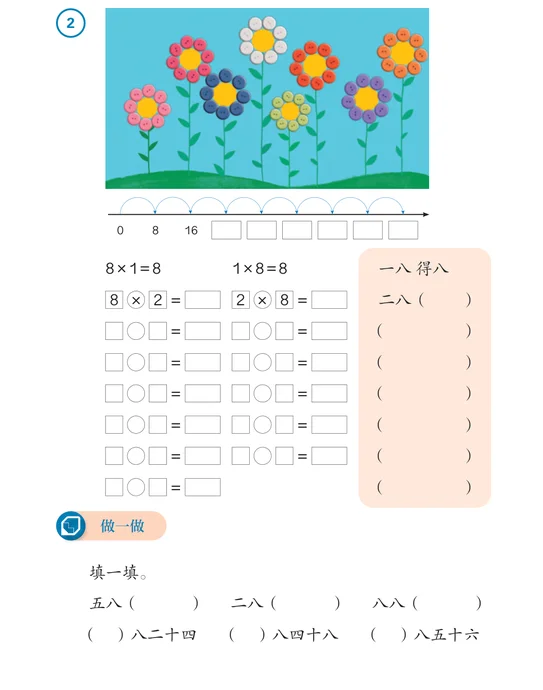 2
0 8 16
8×1=8 1×8=8 一八 得八
8 × 2 = 2 × 8 = 二八 ( )
= = ( )
= = ( )
= = ( )
= = ( )
= = ( )
= ( )
做一做
填一填。
五八 ( ) 二八 ( ) 八八 ( )
( ) 八二十四 ( ) 八四十八 ( ) 八五十六